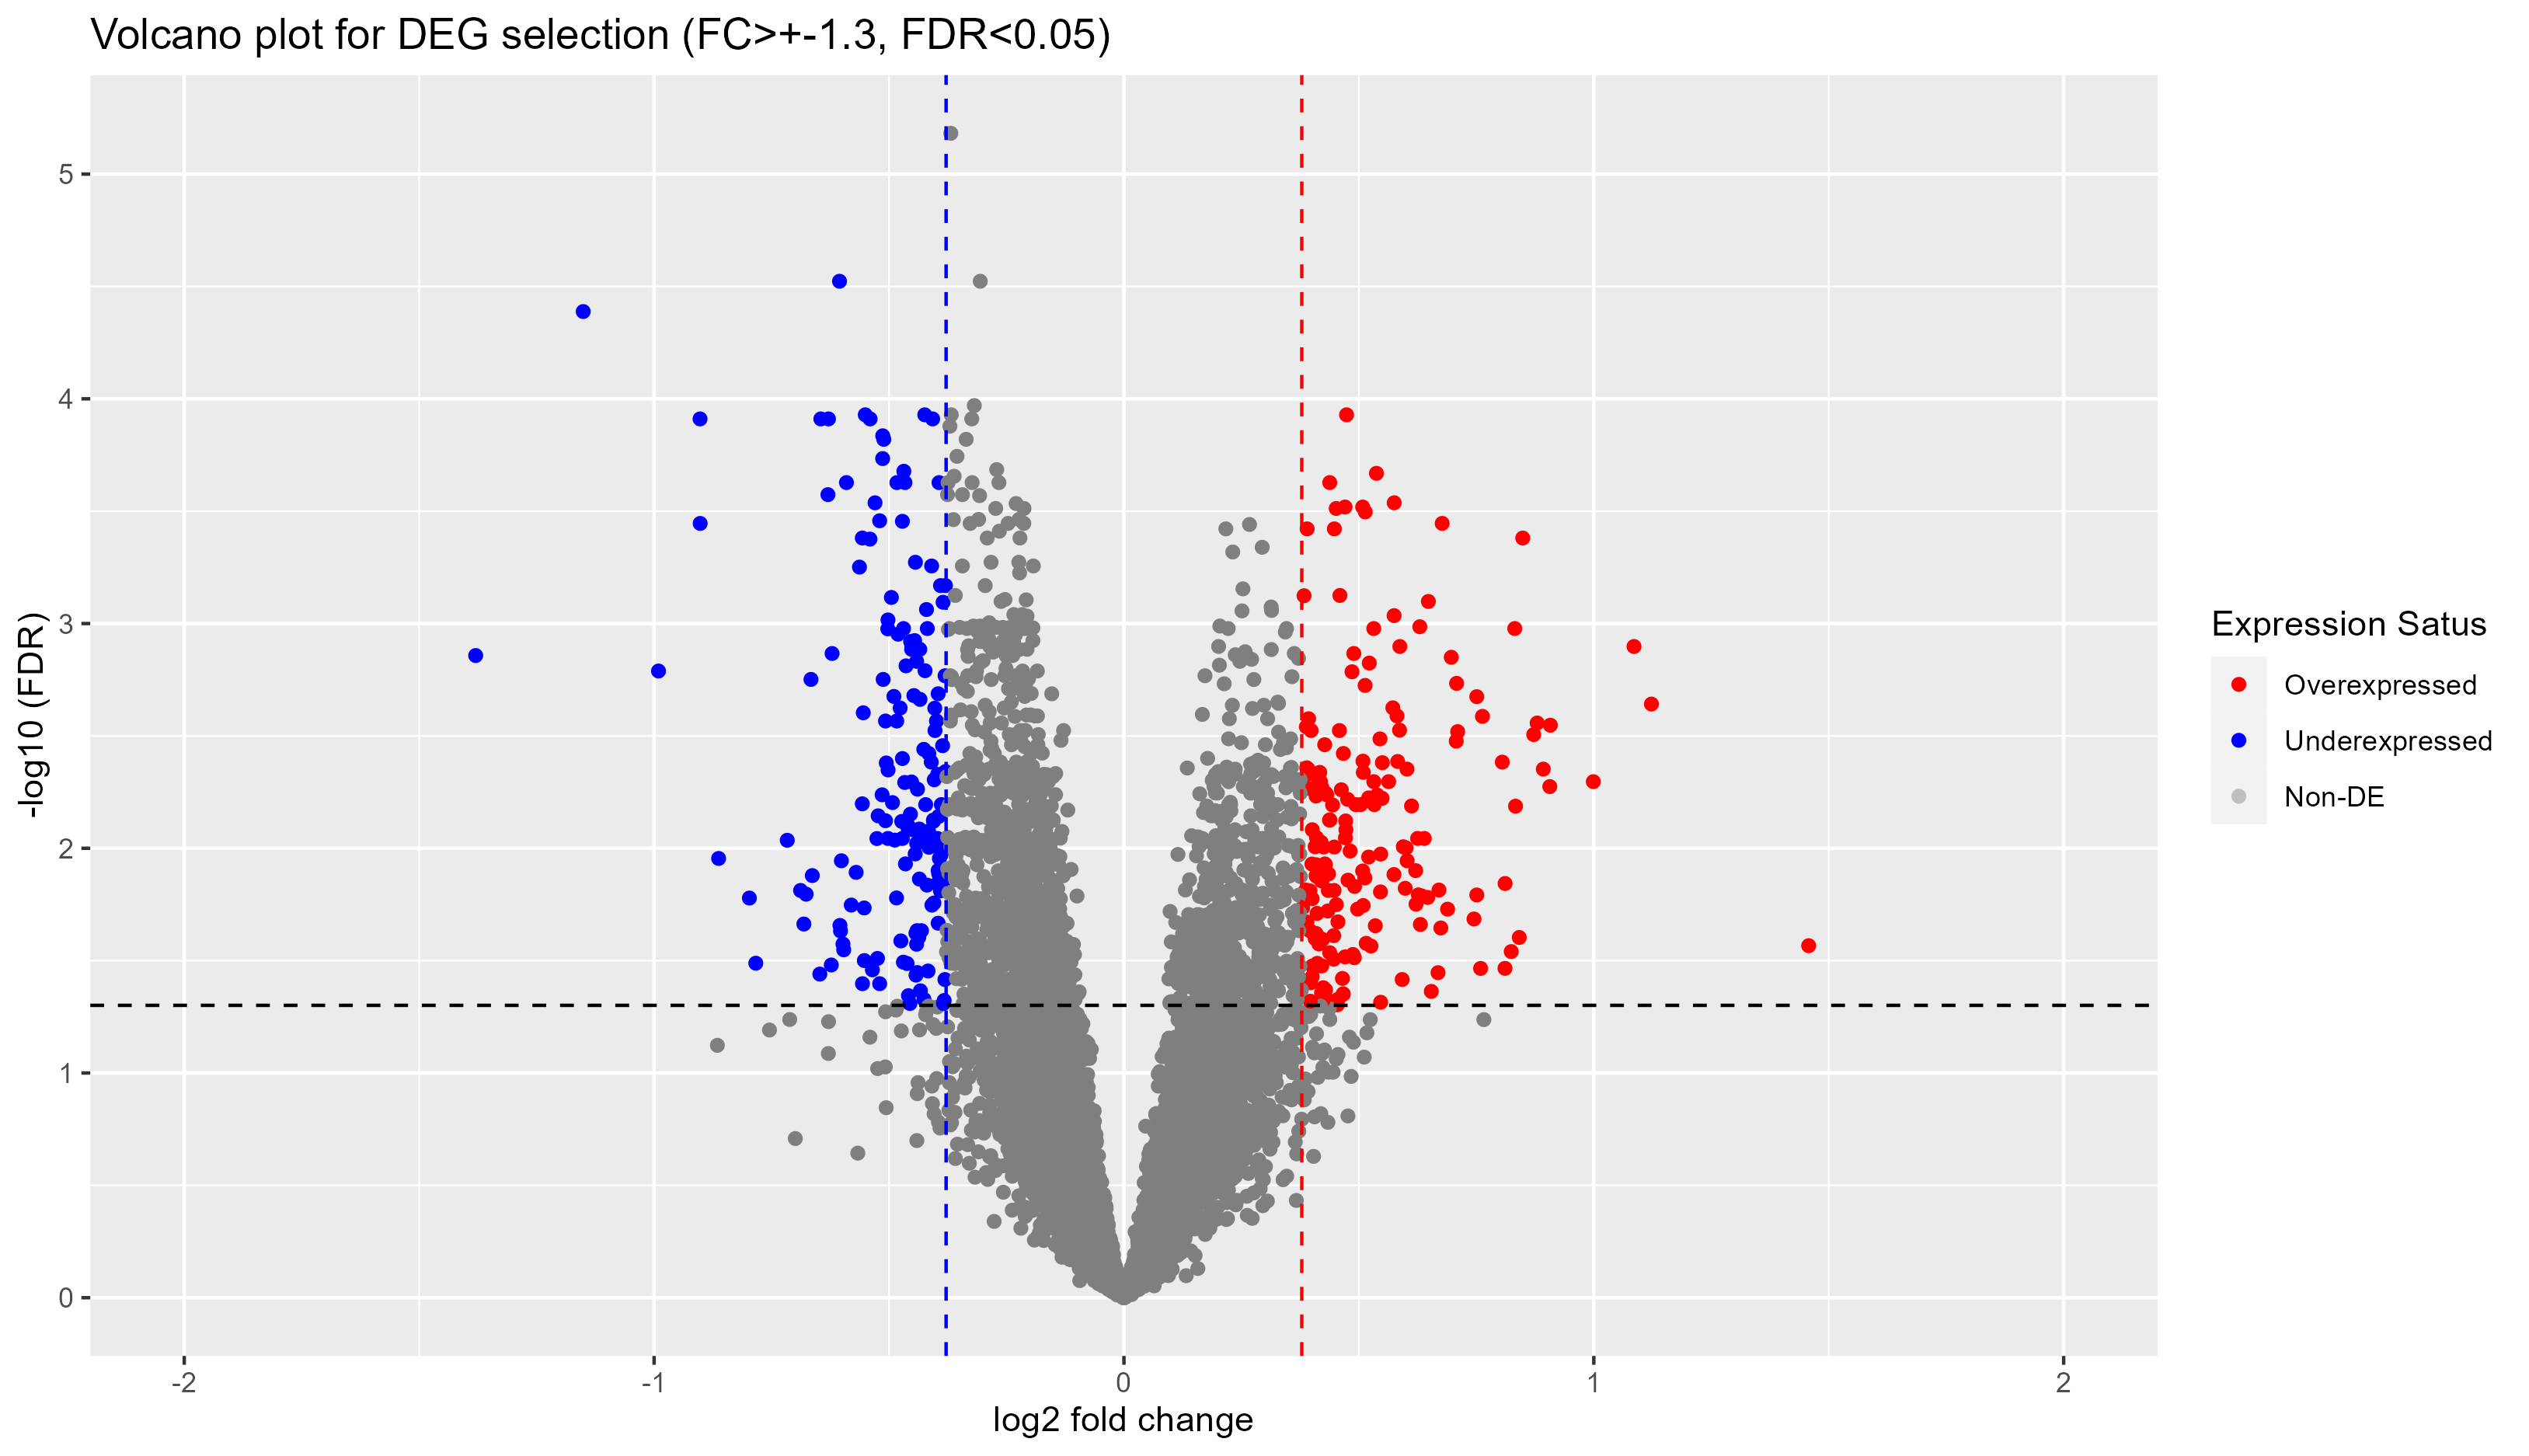 Volcano plot for DEG selection (FC>+-1.3, FDR<0.05)
-log10 (FDR)
5
4
3
2
1
0
-2
-1
0
1
2
log2 fold change
Expression Satus
Overexpressed
Underexpressed
Non-DE